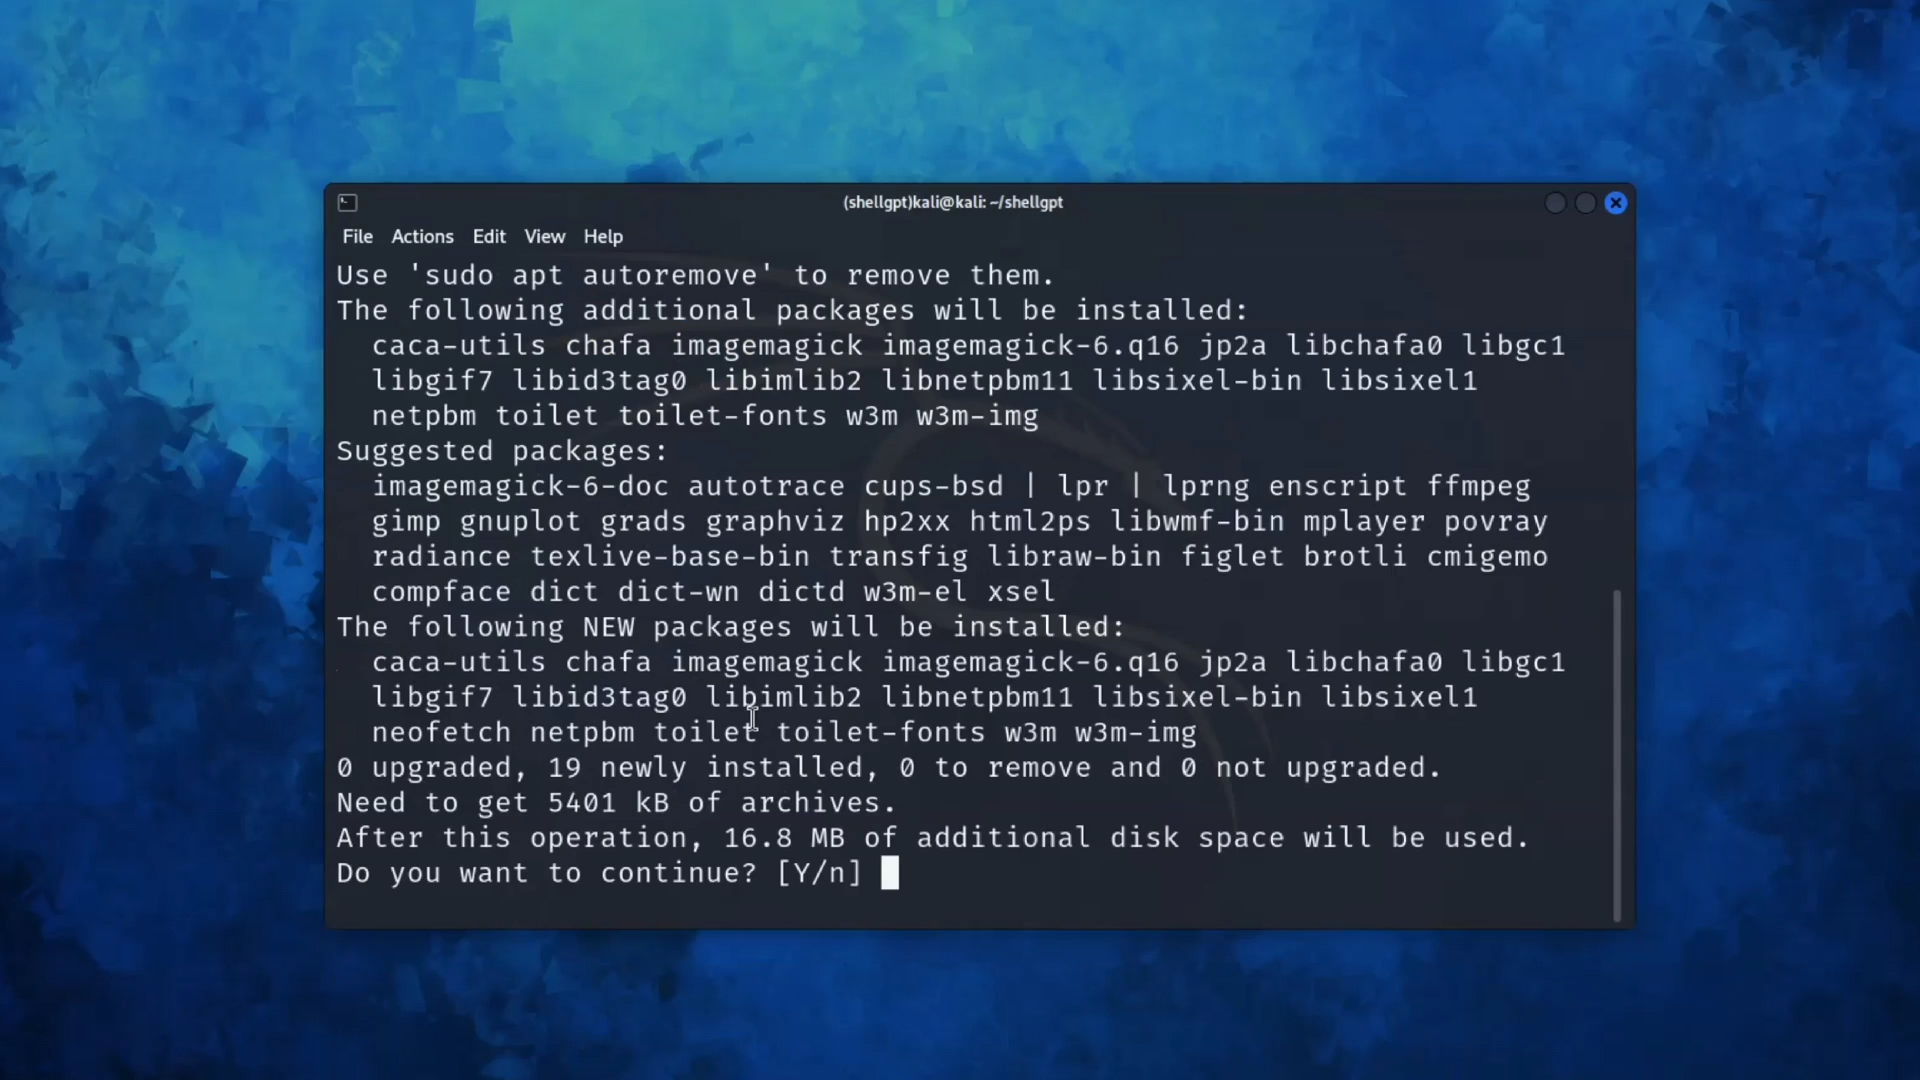 (shellgpt)kali@kali: ~/shellgpt
File Actions Edit View Help
Use 'sudo apt autoremove' to remove them.
The following additional packages will be installed:
caca-utils chafa imagemagick imagemagick-6.q16 jp2a libchafa0 libgc1
libgif7 libid3tag0 libimlib2 libnetpbm11 libsixel-bin libsixel1
netpbm toilet toilet-fonts w3m w3m-img
Suggested packages:
imagemagick-6-doc autotrace cups-bsd | lpr | lprng enscript ffmpeg
gimp gnuplot grads graphviz hp2xx html2ps libwmf-bin mplayer povray
radiance texlive-base-bin transfig libraw-bin figlet brotli cmigemo
compface dict dict-wn dictd w3m-el xsel
The following NEW packages will be installed:
caca-utils chafa imagemagick imagemagick-6.q16 jp2a libchafa0 libgc1
libgif7 libid3tag0 libimlib2 libnetpbm11 libsixel-bin libsixel1
neofetch netpbm toilet toilet-fonts w3m w3m-img
0 upgraded, 19 newly installed, 0 to remove and 0 not upgraded.
Need to get 5401 kB of archives.
After this operation, 16.8 MB of additional disk space will be used.
Do you want to continue? [Y/n]